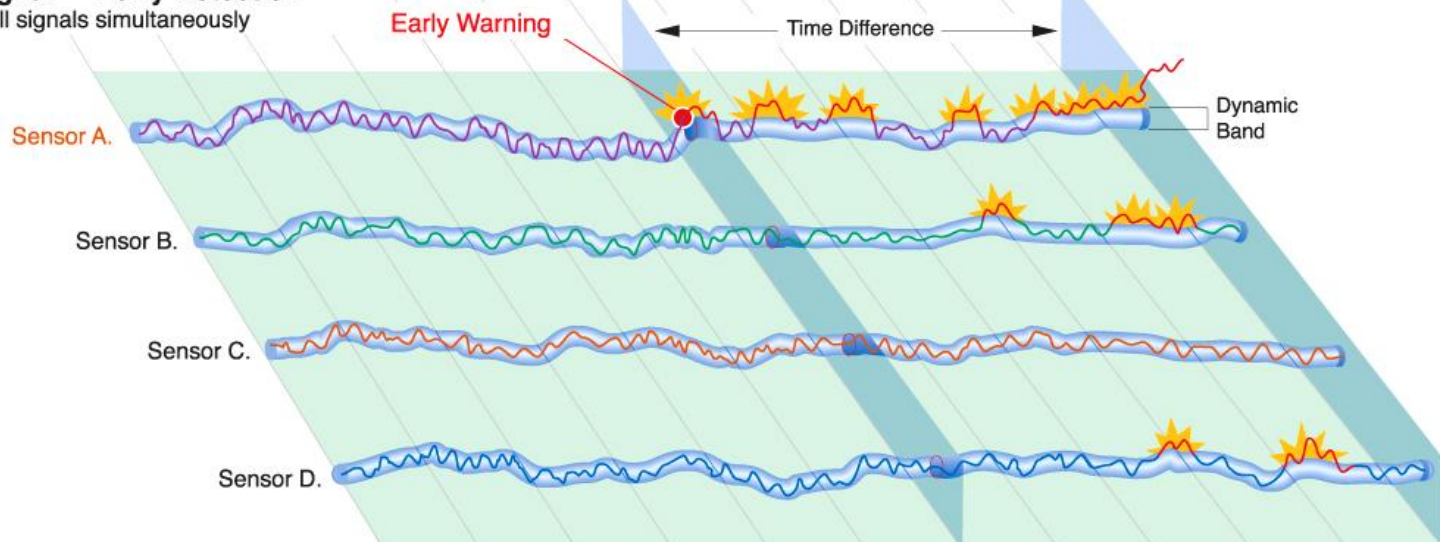 ll signals simultaneously
Early Warning
Time Difference
Sensor A.
Dynamic
Band
Sensor B.
Sensor C.
Sensor D.